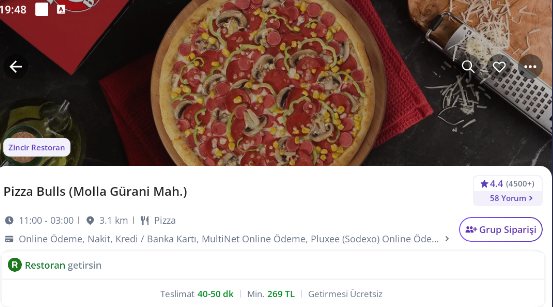 19:48
A
Zincir Restoran
Pizza Bulls (Molla Gürani Mah.)
4.4 (4500+)
58 Yorum >
11:00 - 03:00 | 3.1 km | Pizza
Online Ödeme, Nakit, Kredi / Banka Kartı, MultiNet Online Ödeme, Pluxee (Sodexo) Online Öde... >
Grup Siparişi
R Restoran getirsin
Teslimat 40-50 dk | Min. 269 TL | Getirmesi Ücretsiz